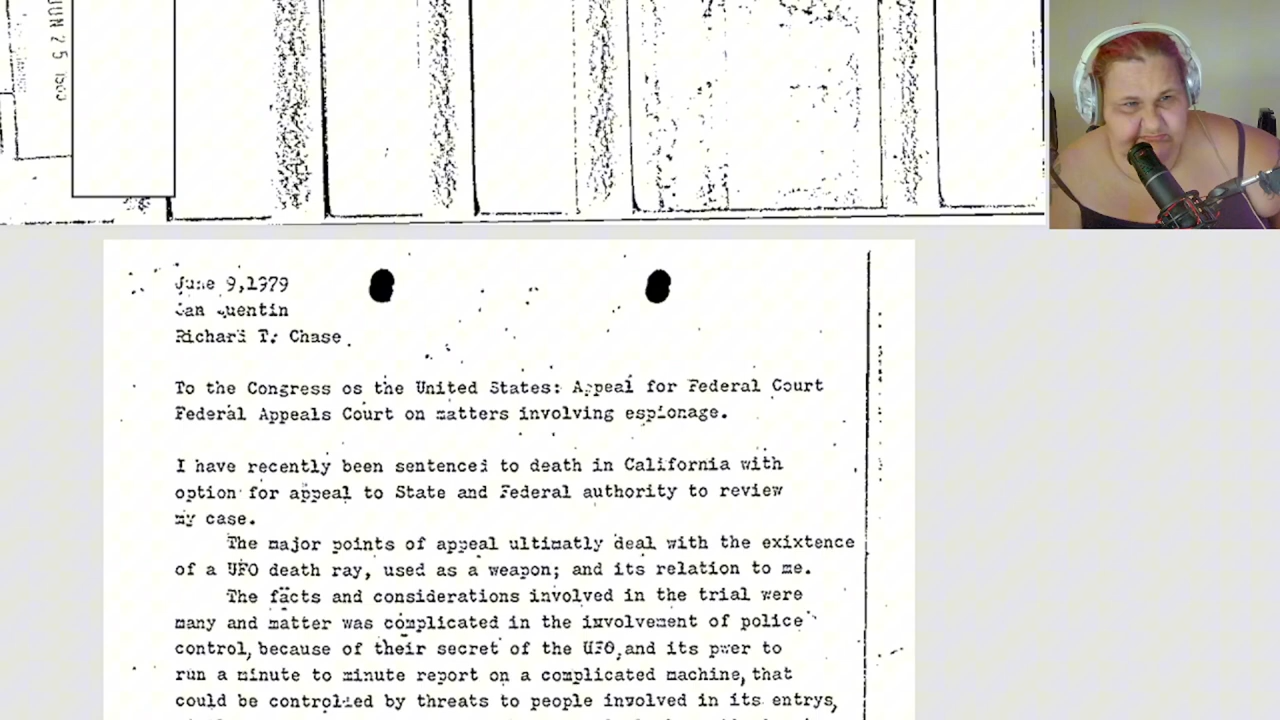 JUN 25
June 9,1979
San Quentin
Richard T. Chase
To the Congress os the United States: Appeal for Federal Court
Federal Appeals Court on matters involving espionage.
I have recently been sentenced to death in California with
option for appeal to State and Federal authority to review
my case.
The major points of appeal ultimatly deal with the exixtence
of a UFO death ray, used as a weapon; and its relation to me.
The facts and considerations involved in the trial were
many and matter was complicated in the involvement of police
control, because of their secret of the UFO, and its pwer to
run a minute to minute report on a complicated machine, that
could be controlled by threats to people involved in its entrys,